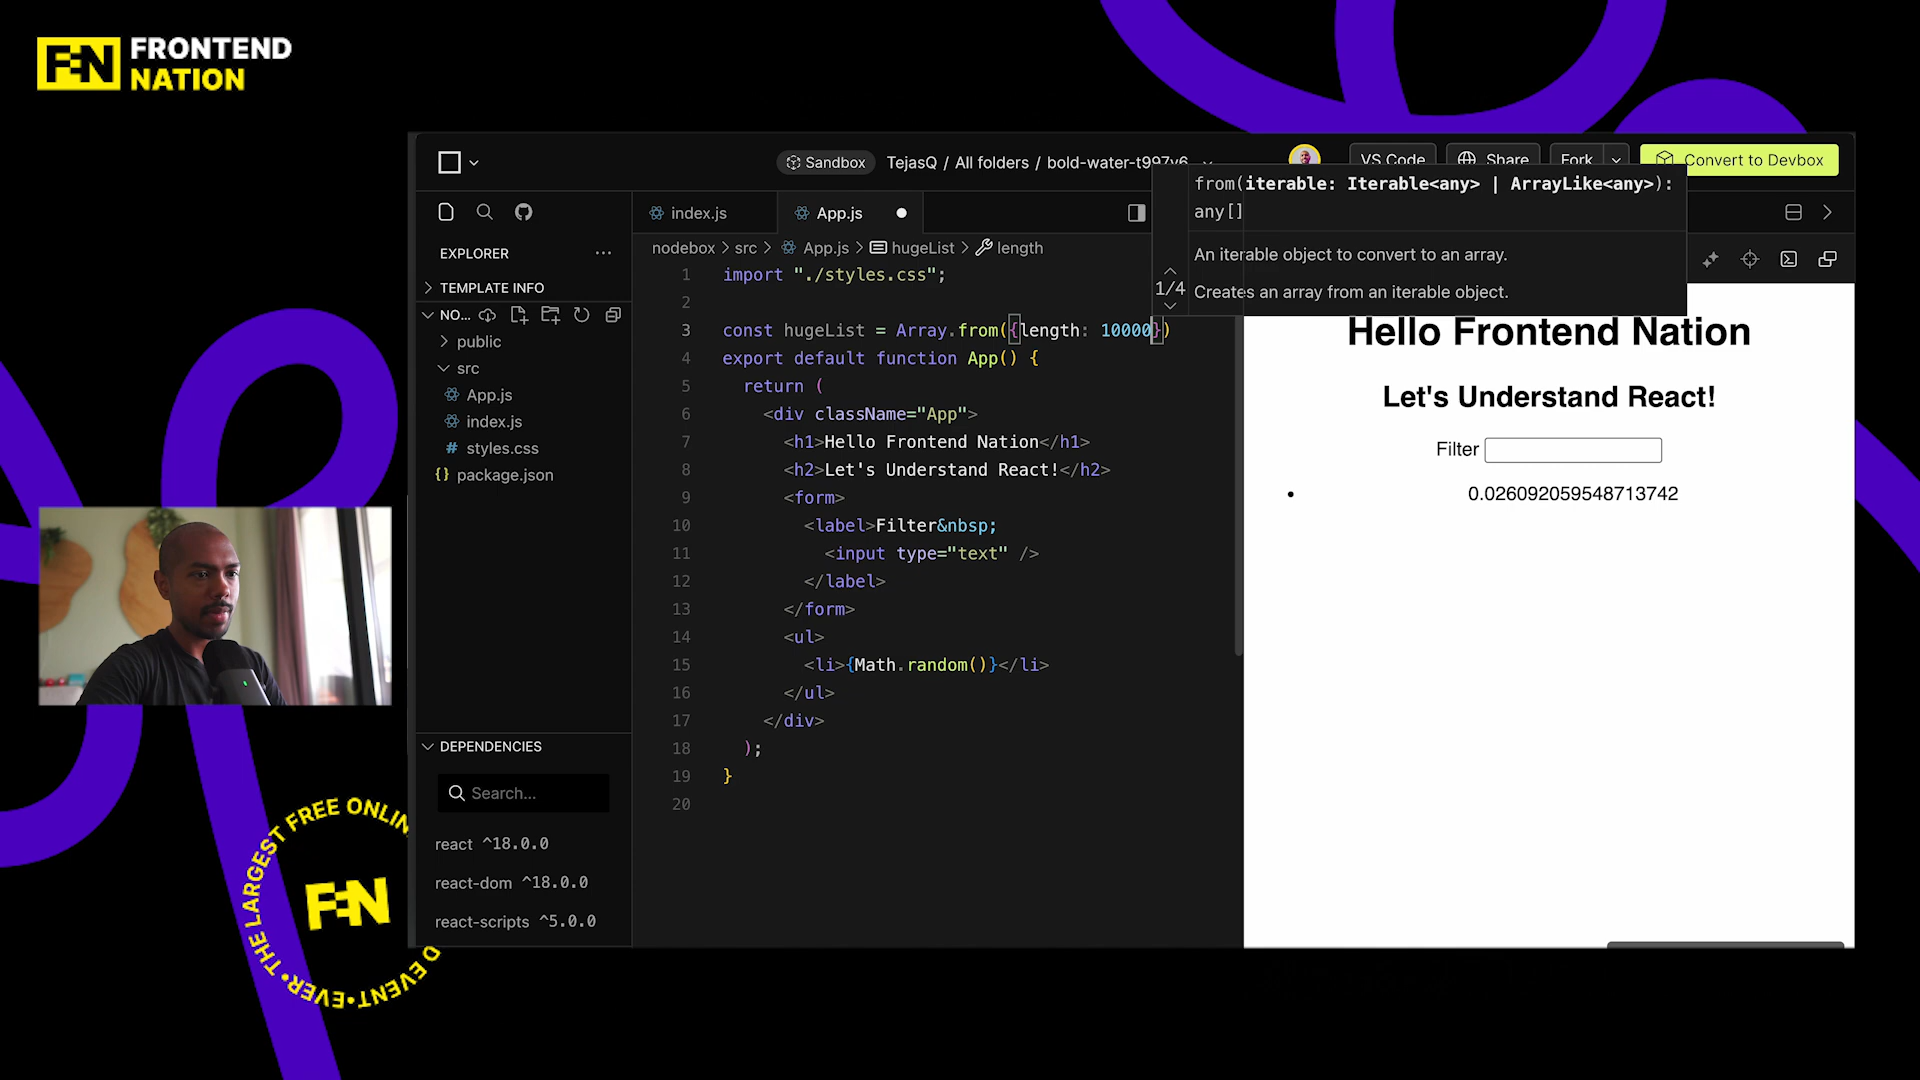 FEN FRONTEND
NATION
Sandbox TejasQ / All folders / bold-water-t997v6
VS Code Share Fork Convert to Devbox
from(iterable: Iterable<any> | ArrayLike<any>):
any[]
An iterable object to convert to an array.
1/4
Creates an array from an iterable object.
index.js App.js
EXPLORER
TEMPLATE INFO
NO...
public
src
App.js
index.js
styles.css
package.json
nodebox > src > App.js > hugeList > length
1 import "./styles.css";
2
3 const hugeList = Array.from({length: 10000})
4 export default function App() {
5 return (
6 <div className="App">
7 <h1>Hello Frontend Nation</h1>
8 <h2>Let's Understand React!</h2>
9 <form>
10 <label>Filter&nbsp;
11 <input type="text" />
12 </label>
13 </form>
14 <ul>
15 <li>{Math.random()}</li>
16 </ul>
17 </div>
18 );
19 }
20
Hello Frontend Nation
Let's Understand React!
Filter
• 0.026092059548713742
DEPENDENCIES
Search...
react ^18.0.0
react-dom ^18.0.0
react-scripts ^5.0.0
THE LARGEST FREE ONLIN
D EVENT•EVER•
FEN